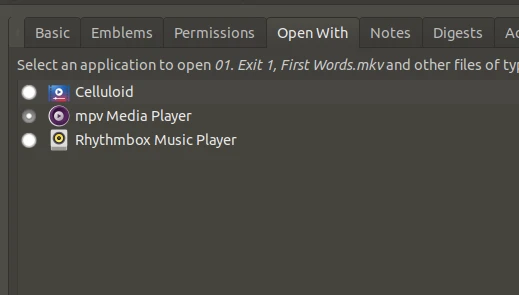 Basic Emblems Permissions Open With Notes Digests
Select an application to open 01. Exit 1, First Words.mkv and other files of
Celluloid
mpv Media Player
Rhythmbox Music Player